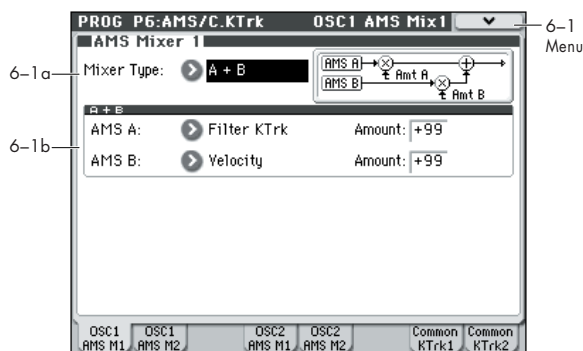 PROG P6:AMS/C.KTrk OSC1 AMS Mix1
6–1
Menu
AMS Mixer 1
6–1a
Mixer Type: A + B
AMS A
Amt A
AMS B
Amt B
A + B
6–1b
AMS A: Filter KTrk Amount: +99
AMS B: Velocity Amount: +99
OSC1 AMS M1
OSC1 AMS M2
OSC2 AMS M1
OSC2 AMS M2
Common KTrk1
Common KTrk2